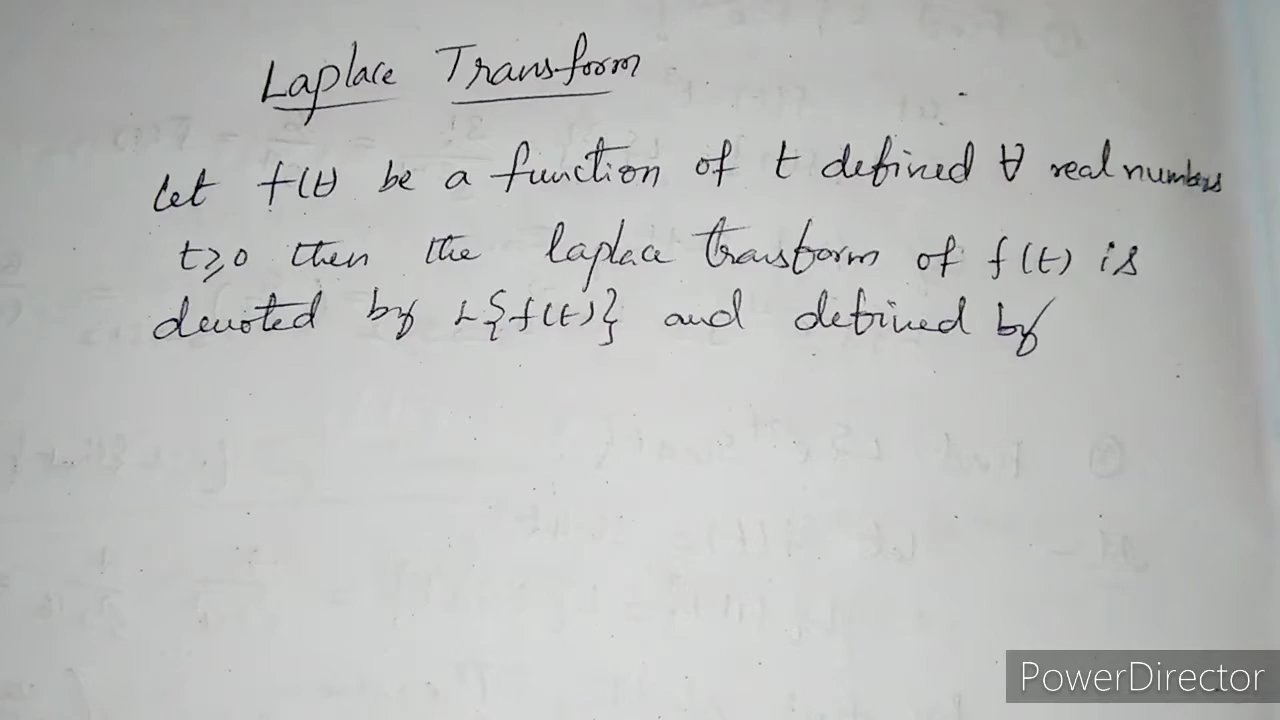 Laplace Transform
Let f(t) be a function of t defined ∀ real numbers
t≥0 then the laplace transform of f(t) is
denoted by L{f(t)} and defined by
PowerDirector